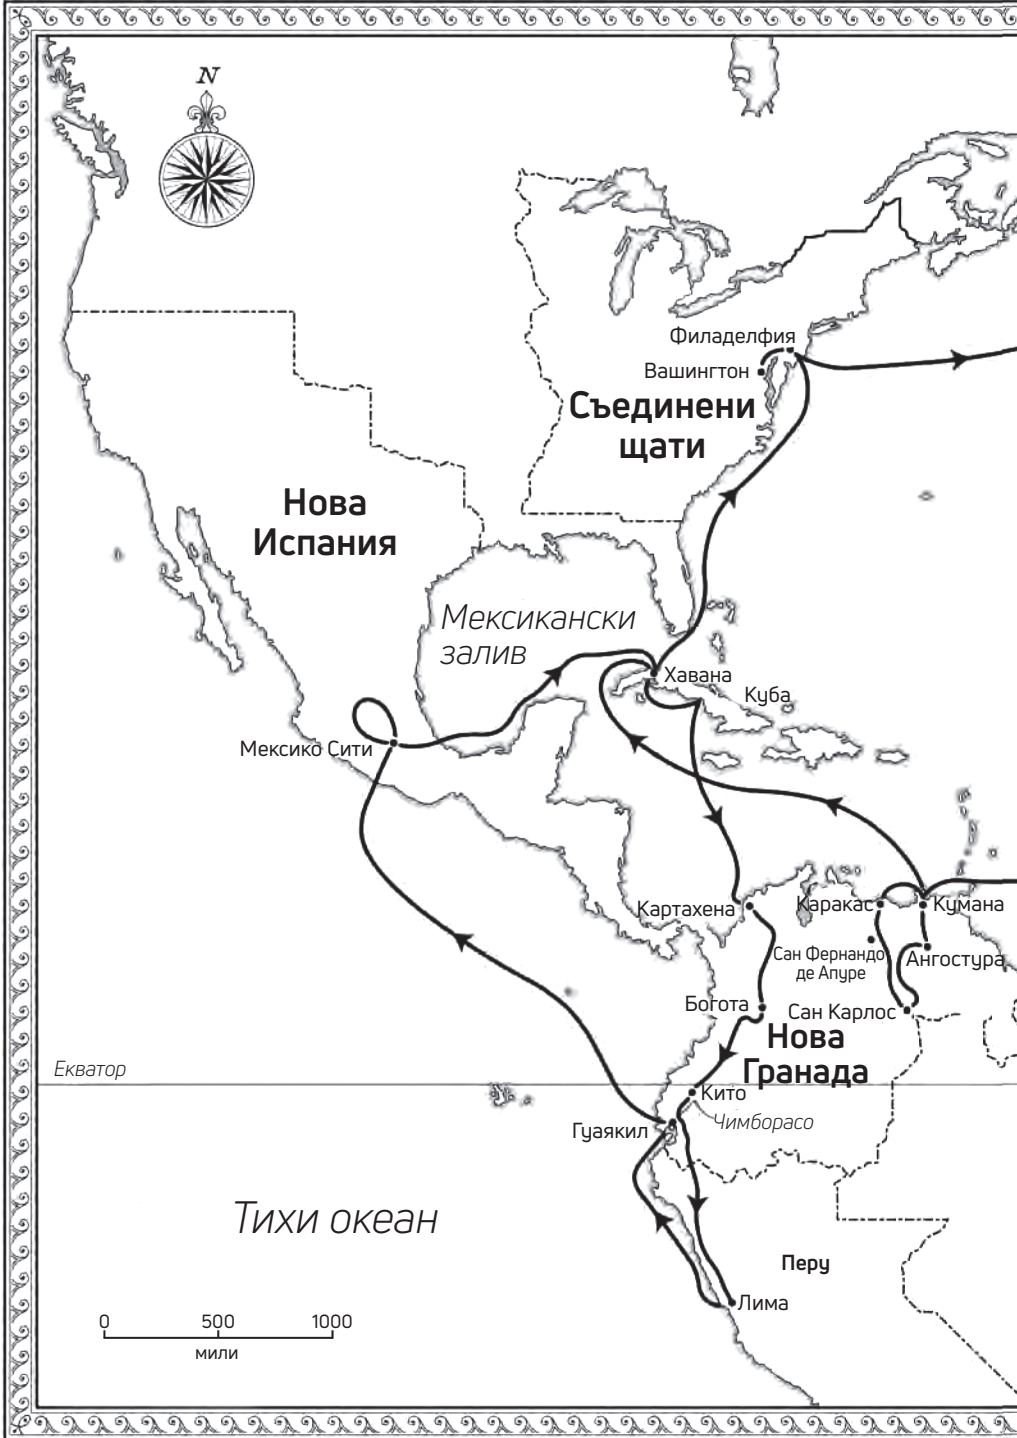 N
Филаделфия
Вашингтон
Съединени
щати
Нова
Испания
Мексикански
залив
Хавана
Куба
Мексико Сити
Картахена
Каракас
Кумана
Сан Фернандо
де Апуре
Ангостура
Богота
Сан Карлос
Нова
Гранада
Екватор
Кито
Чимборасо
Гуаякил
Тихи океан
Перу
Лима
0 500 1000
мили